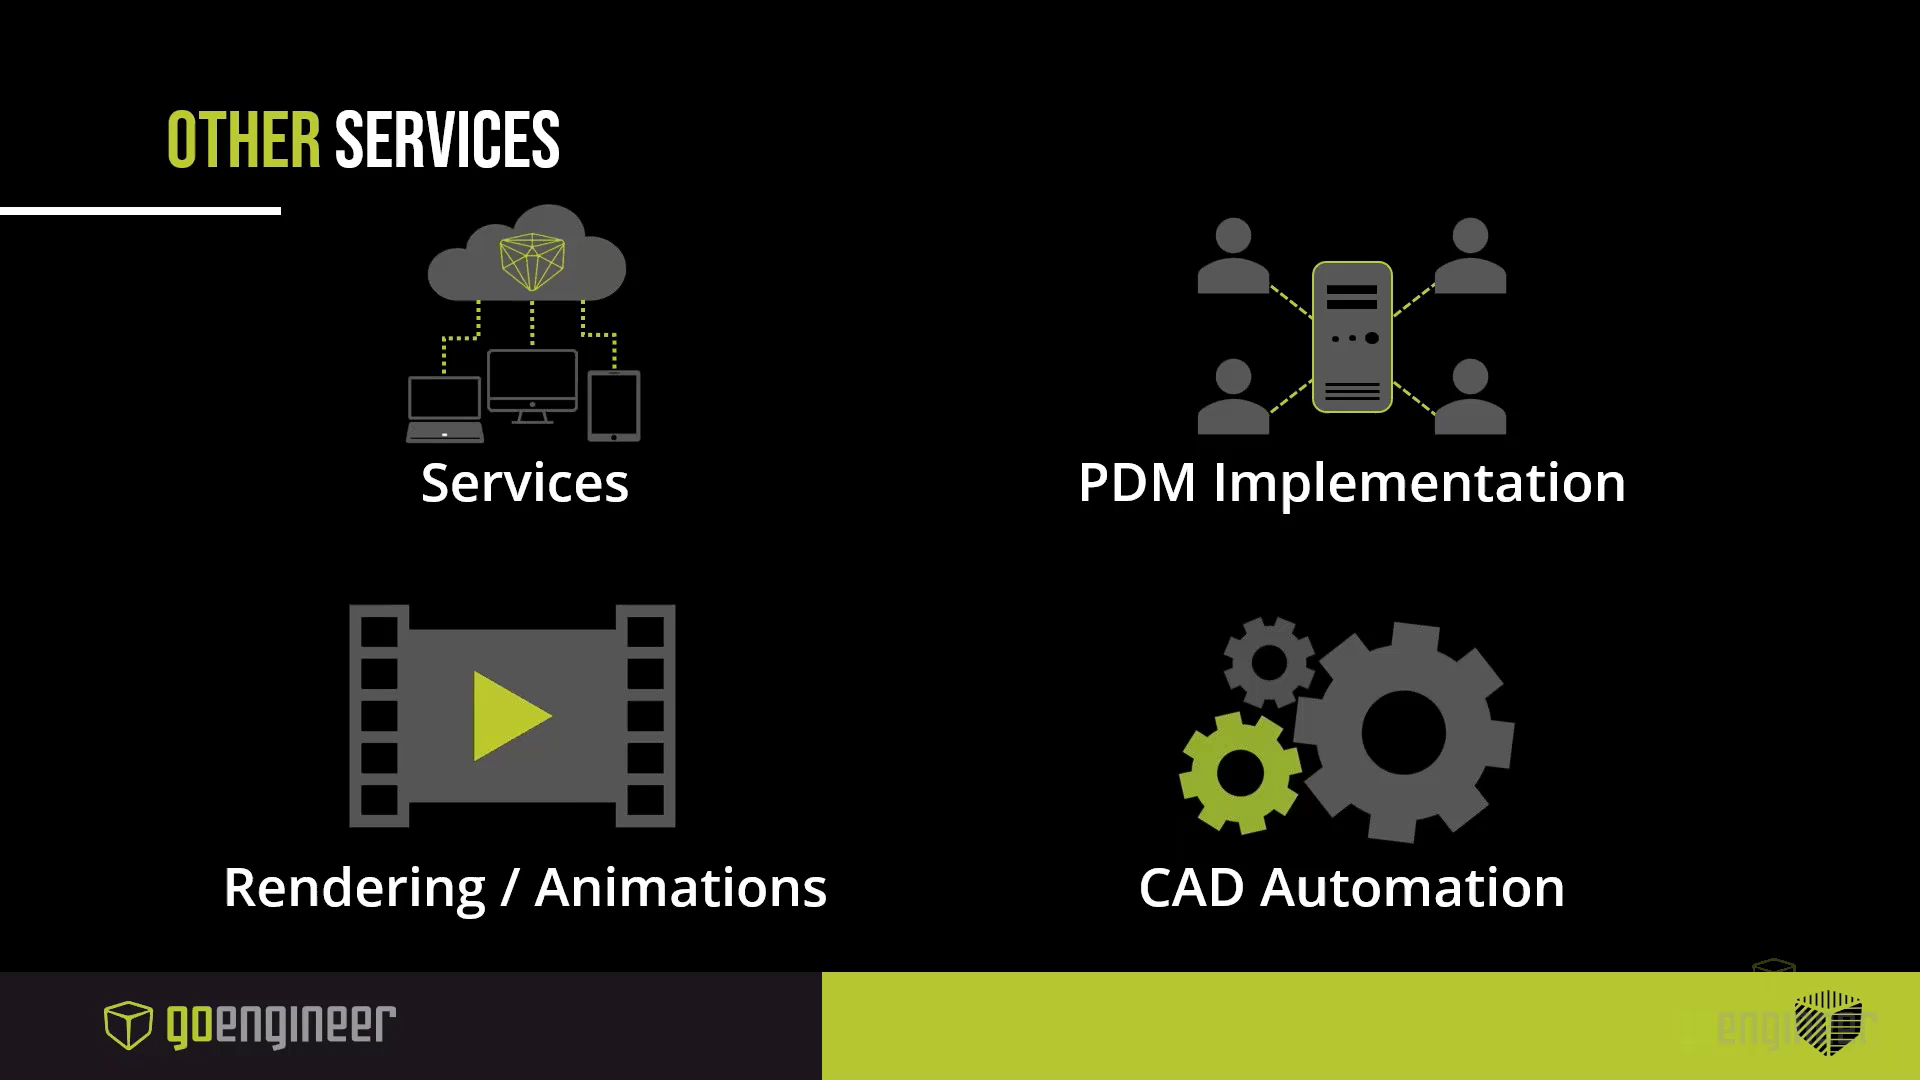 OTHER SERVICES
Services
PDM Implementation
Rendering / Animations
CAD Automation
goengineer